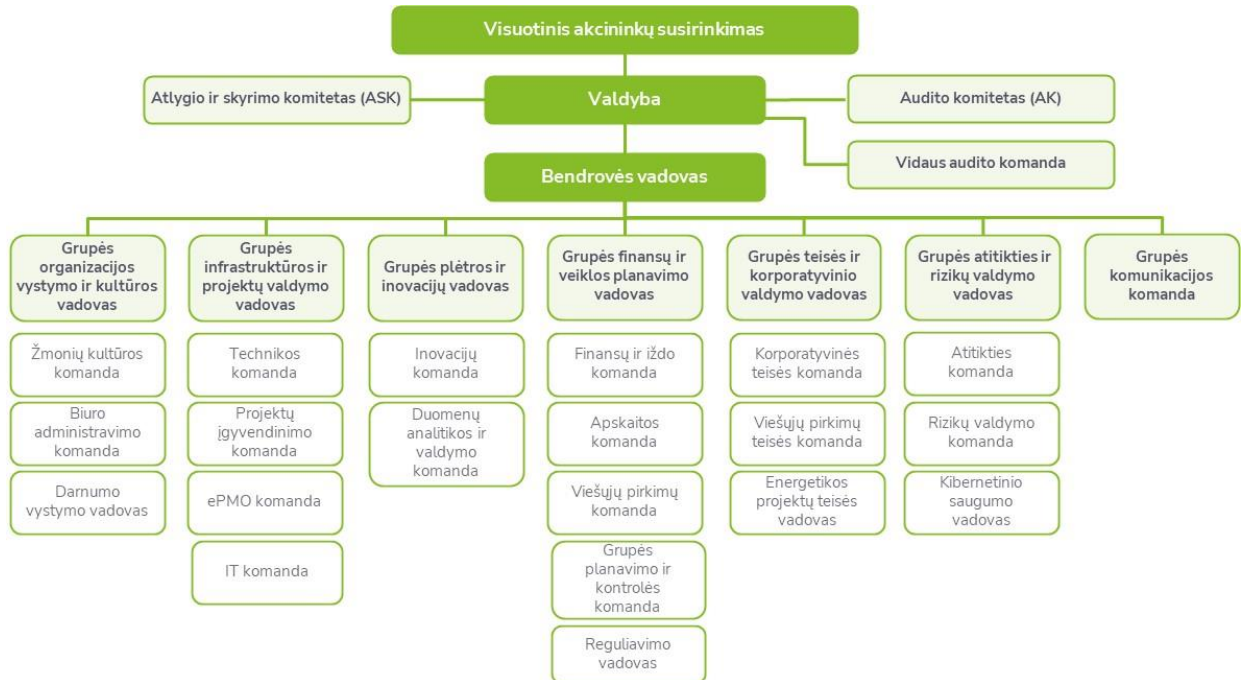 Visuotinis akcininkų susirinkimas
Atlygio ir skyrimo komitetas (ASK)
Valdyba
Audito komitetas (AK)
Vidaus audito komanda
Bendrovės vadovas
Grupės
organizacijos
vystymo ir kultūros
vadovas
Grupės
infrastruktūros ir
projektų valdymo
vadovas
Grupės plėtros ir
inovacijų vadovas
Grupės finansų ir
veiklos planavimo
vadovas
Grupės teisės ir
korporatyvinio
valdymo vadovas
Grupės atitikties ir
rizikų valdymo
vadovas
Grupės
komunikacijos
komanda
Žmonių kultūros
komanda
Biuro
administravimo
komanda
Darnumo
vystymo vadovas
Technikos
komanda
Projektų
įgyvendinimo
komanda
ePMO komanda
IT komanda
Inovacijų
komanda
Duomenų
analitikos ir
valdymo
komanda
Finansų ir iždo
komanda
Apskaitos
komanda
Viešųjų pirkimų
komanda
Grupės
planavimo ir
kontrolės
komanda
Reguliavimo
vadovas
Korporatyvinės
teisės komanda
Viešųjų pirkimų
teisės komanda
Energetikos
projektų teisės
vadovas
Atitikties
komanda
Rizikų valdymo
komanda
Kibernetinio
saugumo
vadovas